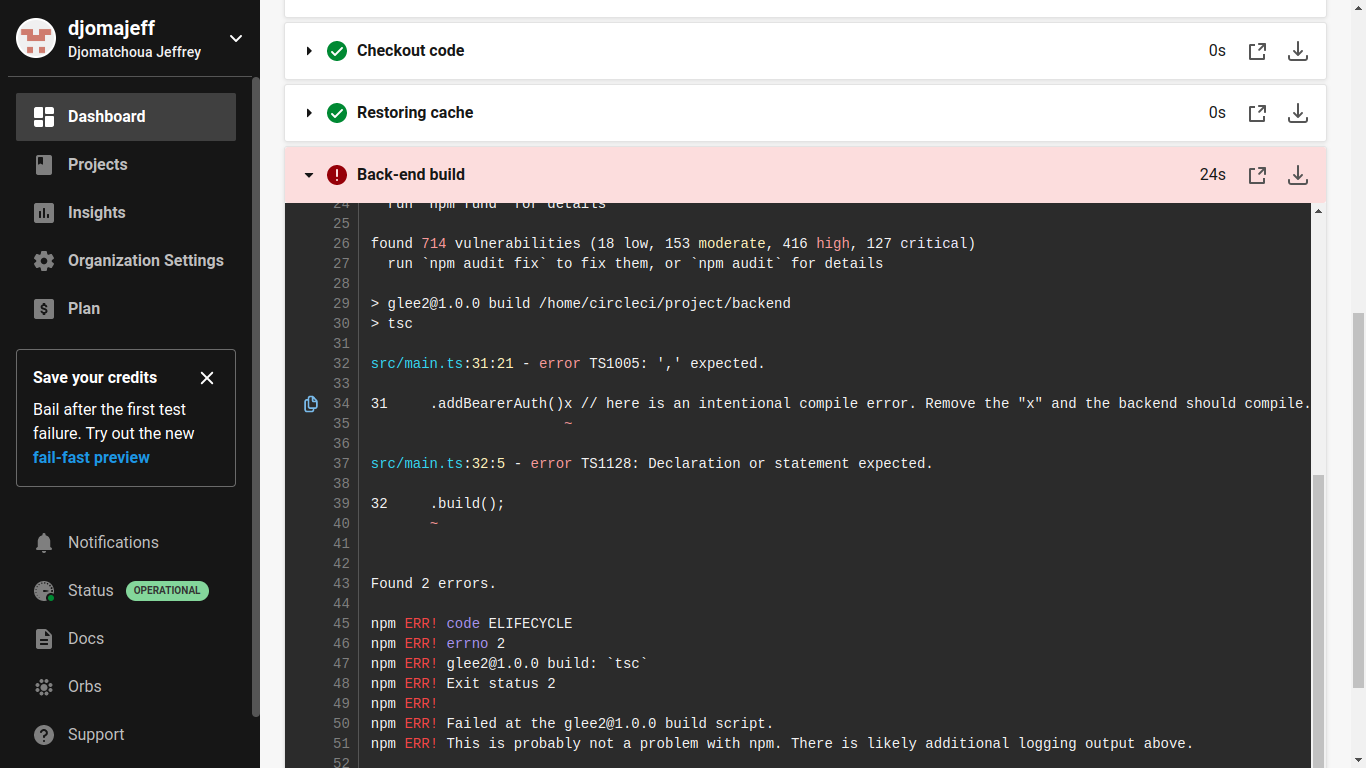 djomajeff
Djomatchoua Jeffrey
Dashboard
Projects
Insights
Organization Settings
Plan
Save your credits
Bail after the first test
failure. Try out the new
fail-fast preview
Notifications
Status OPERATIONAL
Docs
Orbs
Support
Checkout code 0s
Restoring cache 0s
Back-end build 24s
24 run `npm fund` for details
25
26 found 714 vulnerabilities (18 low, 153 moderate, 416 high, 127 critical)
27 run `npm audit fix` to fix them, or `npm audit` for details
28
29 > glee2@1.0.0 build /home/circleci/project/backend
30 > tsc
31
32 src/main.ts:31:21 - error TS1005: ',' expected.
33
34 31 .addBearerAuth()x // here is an intentional compile error. Remove the "x" and the backend should compile.
35 ~
36
37 src/main.ts:32:5 - error TS1128: Declaration or statement expected.
38
39 32 .build();
40 ~
41
42
43 Found 2 errors.
44
45 npm ERR! code ELIFECYCLE
46 npm ERR! errno 2
47 npm ERR! glee2@1.0.0 build: `tsc`
48 npm ERR! Exit status 2
49 npm ERR!
50 npm ERR! Failed at the glee2@1.0.0 build script.
51 npm ERR! This is probably not a problem with npm. There is likely additional logging output above.
52